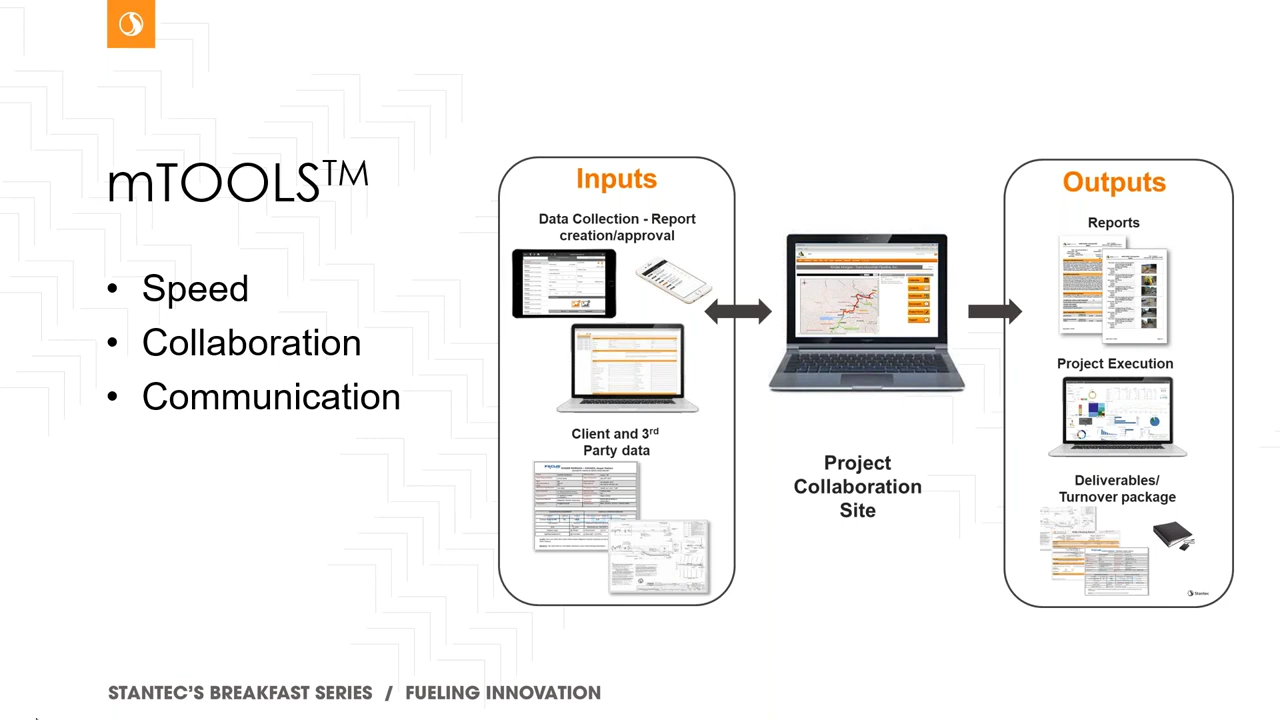 mTOOLS™
• Speed
• Collaboration
• Communication
Inputs
Data Collection - Report
creation/approval
Client and 3rd
Party data
Project
Collaboration
Site
Outputs
Reports
Project Execution
Deliverables/
Turnover package
Stantec
STANTEC'S BREAKFAST SERIES / FUELING INNOVATION